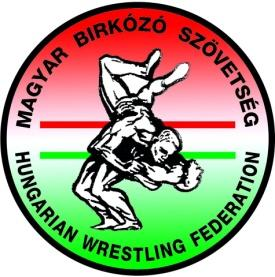 MAGYAR BIRKÓZÓ SZÖVETSÉG
HUNGARIAN WRESTLING FEDERATION